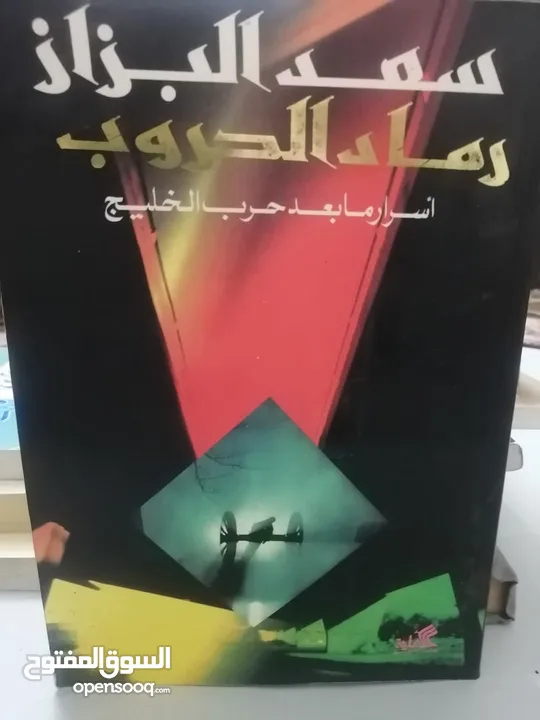 سعد البزاز
رماد الحروب
أسرار ما بعد حرب الخليج
السوق المفتوح
opensooq.com